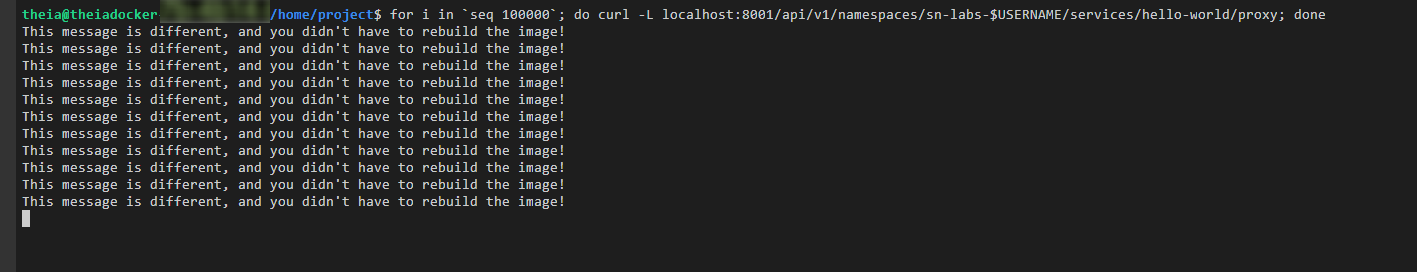 theia@theiadocker /home/project$ for i in `seq 100000`; do curl -L localhost:8001/api/v1/namespaces/sn-labs-$USERNAME/services/hello-world/proxy; done
This message is different, and you didn't have to rebuild the image!
This message is different, and you didn't have to rebuild the image!
This message is different, and you didn't have to rebuild the image!
This message is different, and you didn't have to rebuild the image!
This message is different, and you didn't have to rebuild the image!
This message is different, and you didn't have to rebuild the image!
This message is different, and you didn't have to rebuild the image!
This message is different, and you didn't have to rebuild the image!
This message is different, and you didn't have to rebuild the image!
This message is different, and you didn't have to rebuild the image!
This message is different, and you didn't have to rebuild the image!